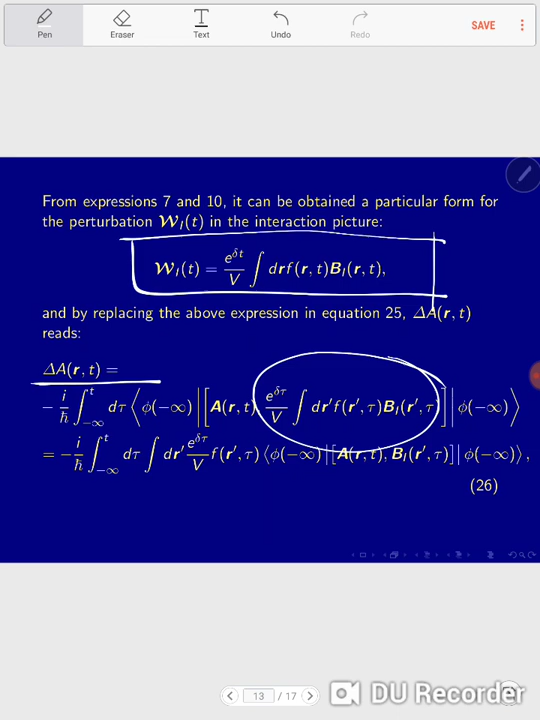 Pen Eraser Text Undo Redo SAVE
From expressions 7 and 10, it can be obtained a particular form for
the perturbation 𝓦_I(t) in the interaction picture:
𝓦_I(t) = e^{δt}/V ∫ drf(r, t)B_I(r, t),
and by replacing the above expression in equation 25, ΔA(r, t)
reads:
ΔA(r, t) =
− i/ħ ∫_{−∞}^{t} dτ ⟨ϕ(−∞)|[A(r, t), e^{δτ}/V ∫ dr′f(r′, τ)B_I(r′, τ)]|ϕ(−∞)⟩
= − i/ħ ∫_{−∞}^{t} dτ ∫ dr′ e^{δτ}/V f(r′, τ) ⟨ϕ(−∞)|[A(r, t), B_I(r′, τ)]|ϕ(−∞)⟩,
(26)
13 / 17
DU Recorder